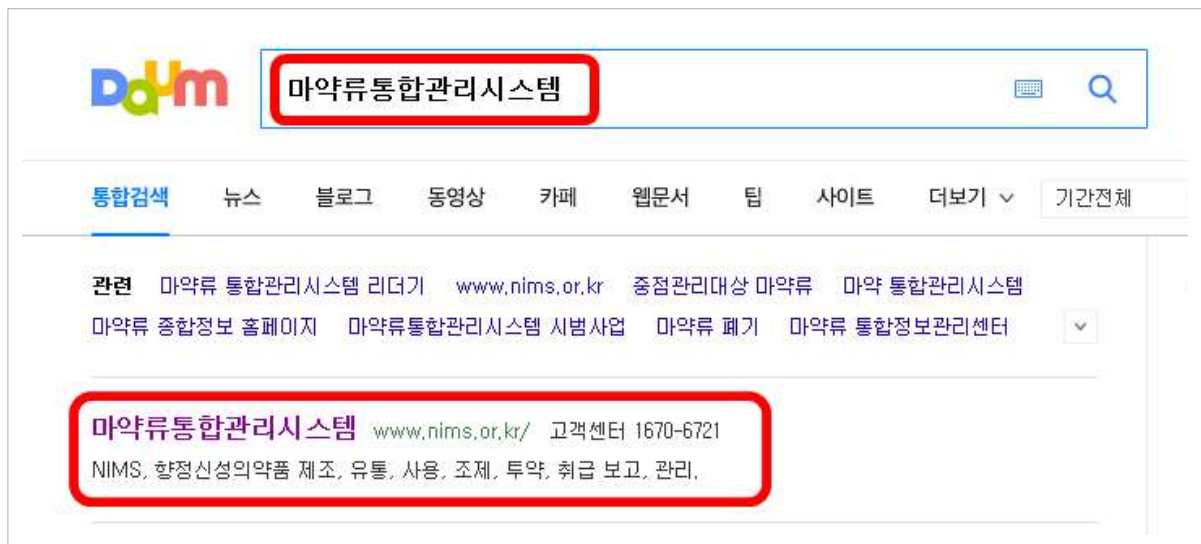 Daum 마약류통합관리시스템
통합검색 뉴스 블로그 동영상 카페 웹문서 팁 사이트 더보기 기간전체
관련 마약류 통합관리시스템 리더기 www.nims.or.kr 중점관리대상 마약류 마약 통합관리시스템
마약류 종합정보 홈페이지 마약류통합관리시스템 시범사업 마약류 폐기 마약류 통합정보관리센터
마약류통합관리시스템 www.nims.or.kr/ 고객센터 1670-6721
NIMS, 향정신성의약품 제조, 유통, 사용, 조제, 투약, 취급 보고, 관리.